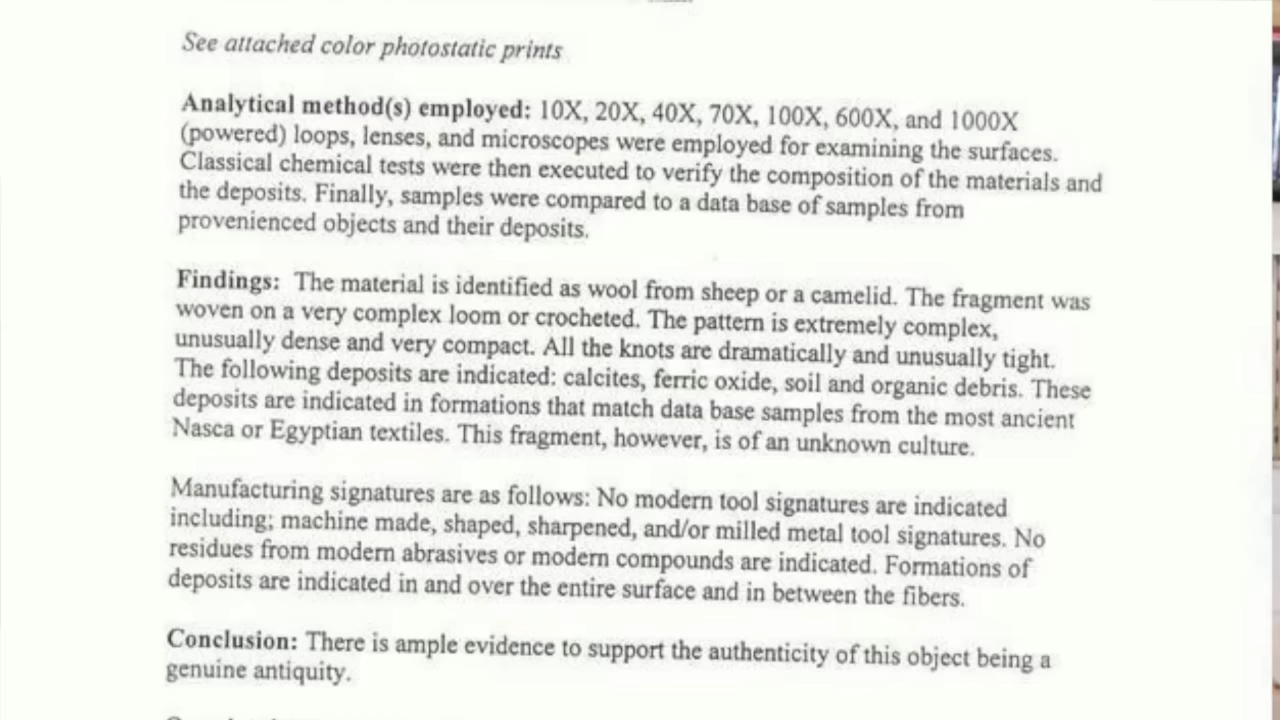 See attached color photostatic prints
Analytical method(s) employed: 10X, 20X, 40X, 70X, 100X, 600X, and 1000X
(powered) loops, lenses, and microscopes were employed for examining the surfaces.
Classical chemical tests were then executed to verify the composition of the materials and
the deposits. Finally, samples were compared to a data base of samples from
provenienced objects and their deposits.
Findings: The material is identified as wool from sheep or a camelid. The fragment was
woven on a very complex loom or crocheted. The pattern is extremely complex,
unusually dense and very compact. All the knots are dramatically and unusually tight.
The following deposits are indicated: calcites, ferric oxide, soil and organic debris. These
deposits are indicated in formations that match data base samples from the most ancient
Nasca or Egyptian textiles. This fragment, however, is of an unknown culture.
Manufacturing signatures are as follows: No modern tool signatures are indicated
including; machine made, shaped, sharpened, and/or milled metal tool signatures. No
residues from modern abrasives or modern compounds are indicated. Formations of
deposits are indicated in and over the entire surface and in between the fibers.
Conclusion: There is ample evidence to support the authenticity of this object being a
genuine antiquity.